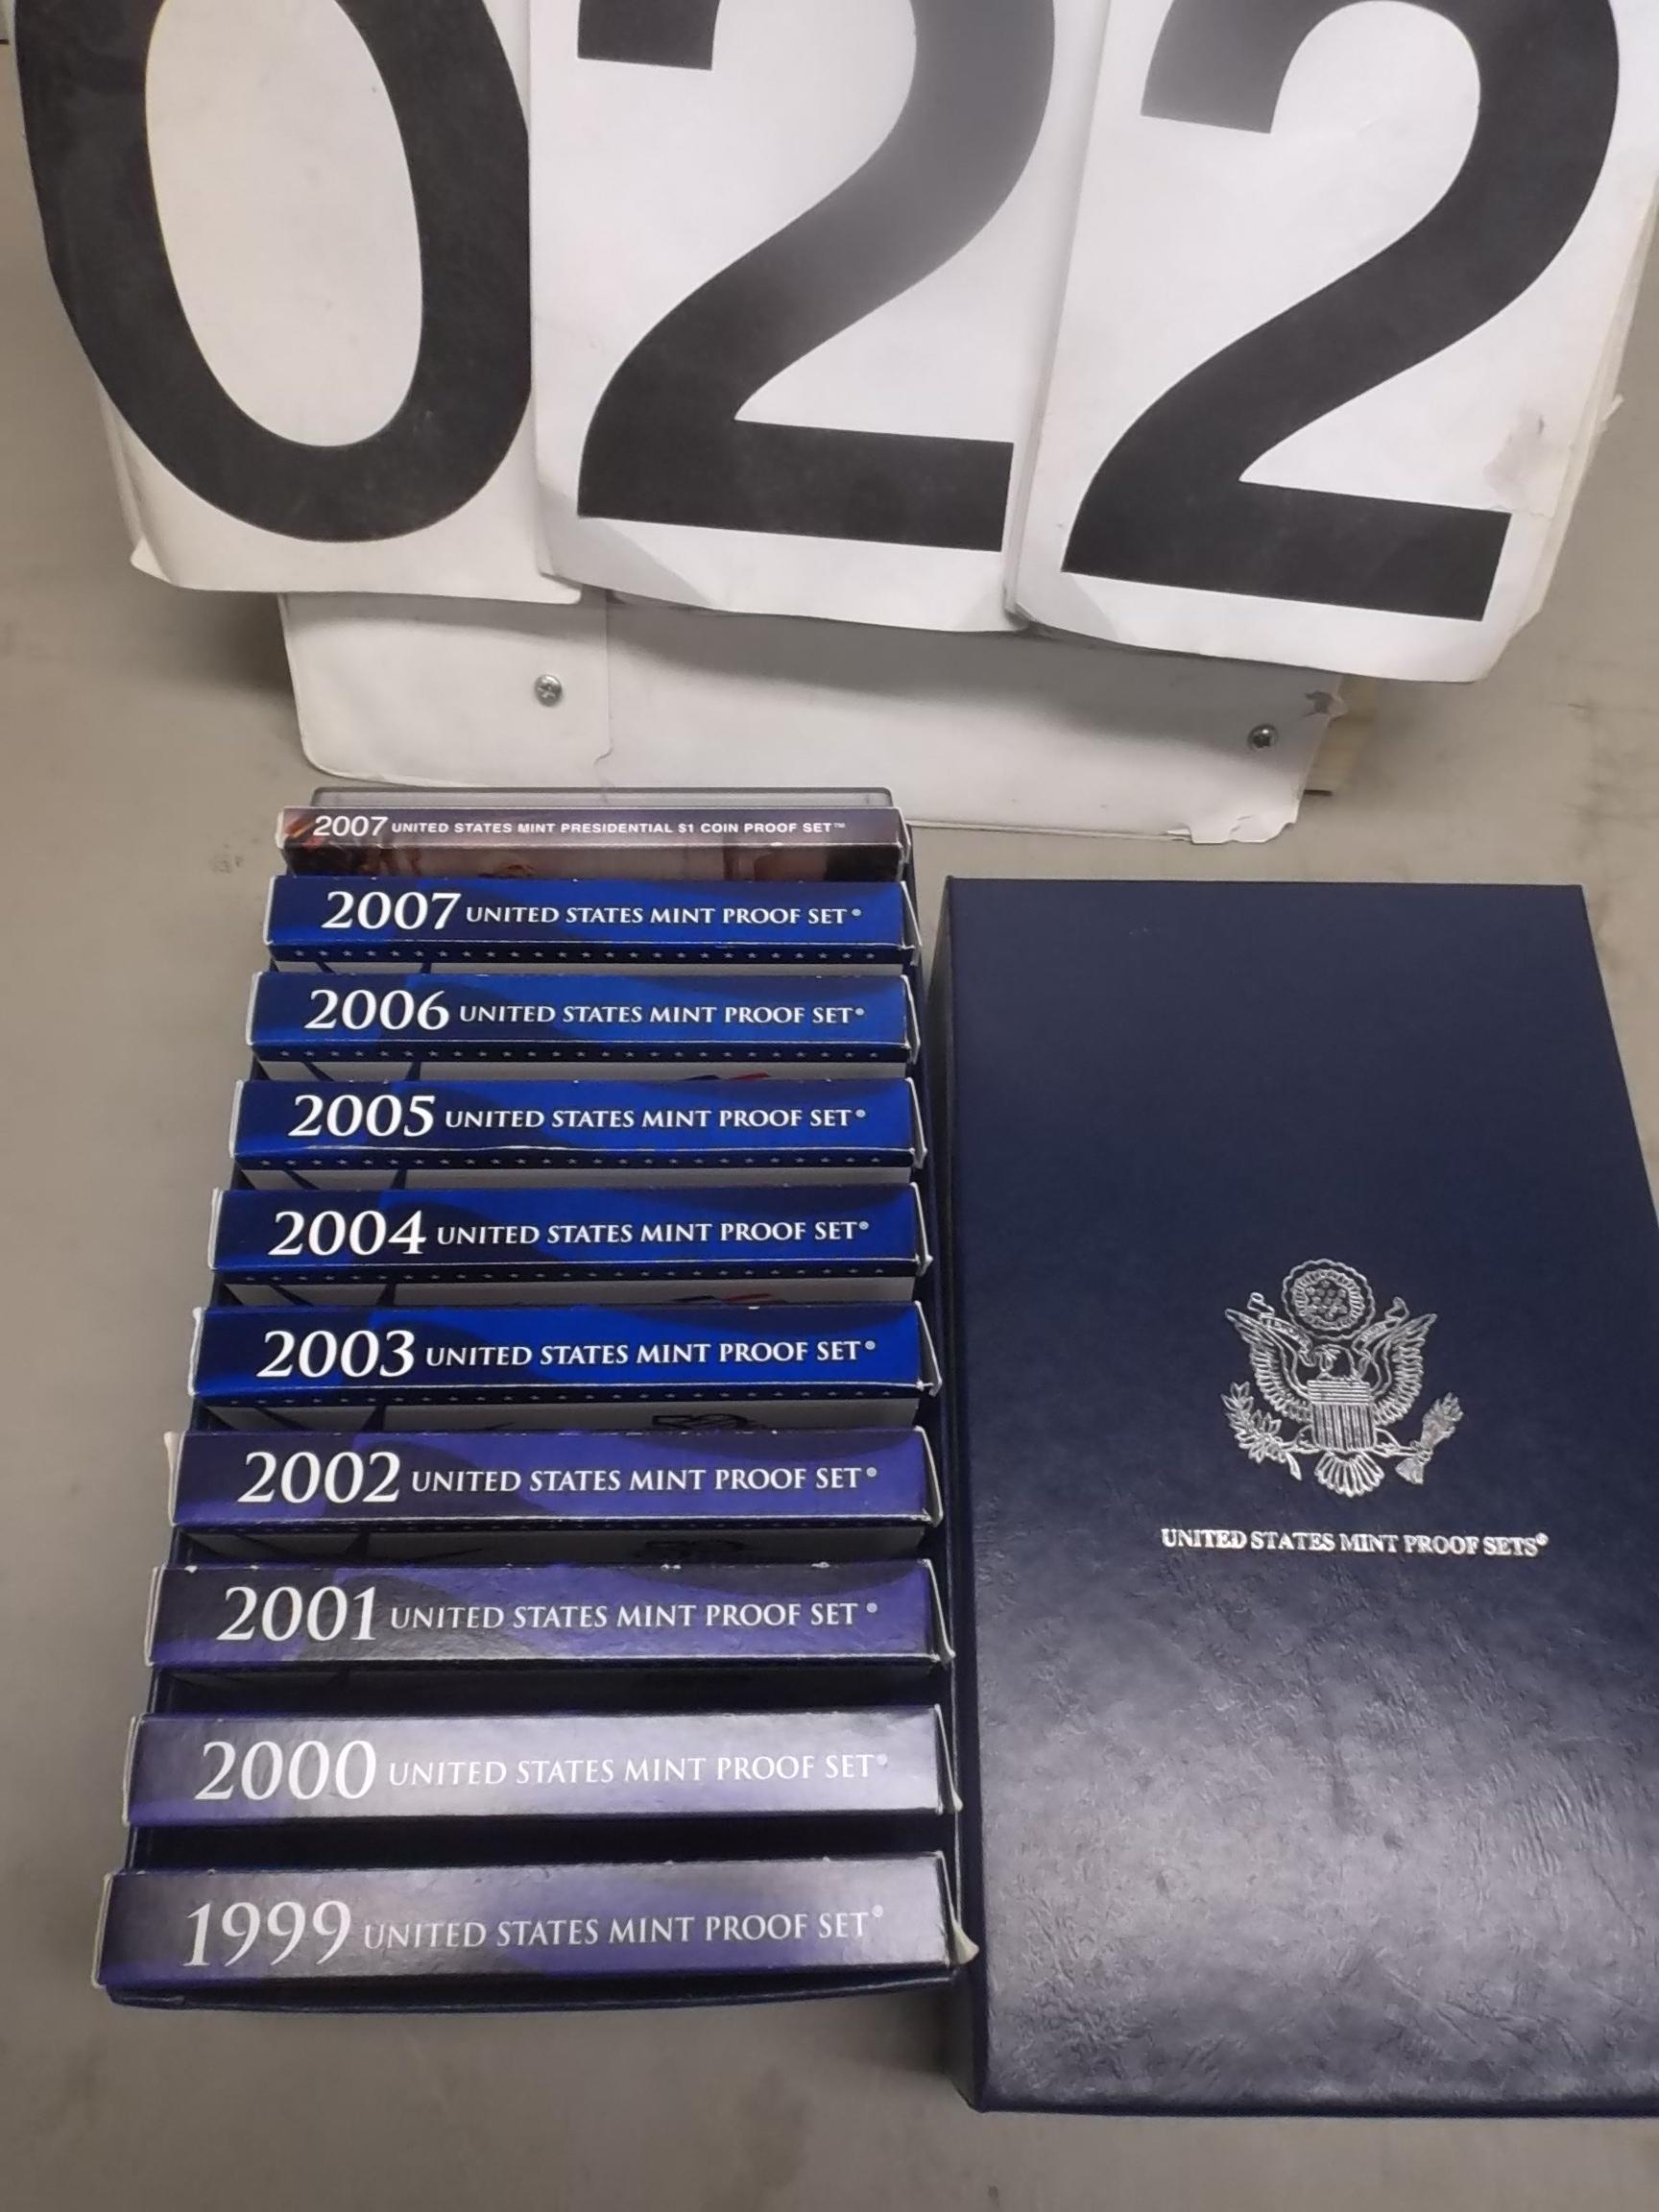 022
2007 UNITED STATES MINT PRESIDENTIAL $1 COIN PROOF SET™
2007 UNITED STATES MINT PROOF SET®
2006 UNITED STATES MINT PROOF SET®
2005 UNITED STATES MINT PROOF SET®
2004 UNITED STATES MINT PROOF SET®
2003 UNITED STATES MINT PROOF SET®
2002 UNITED STATES MINT PROOF SET®
2001 UNITED STATES MINT PROOF SET®
2000 UNITED STATES MINT PROOF SET®
1999 UNITED STATES MINT PROOF SET®
UNITED STATES MINT PROOF SETS®